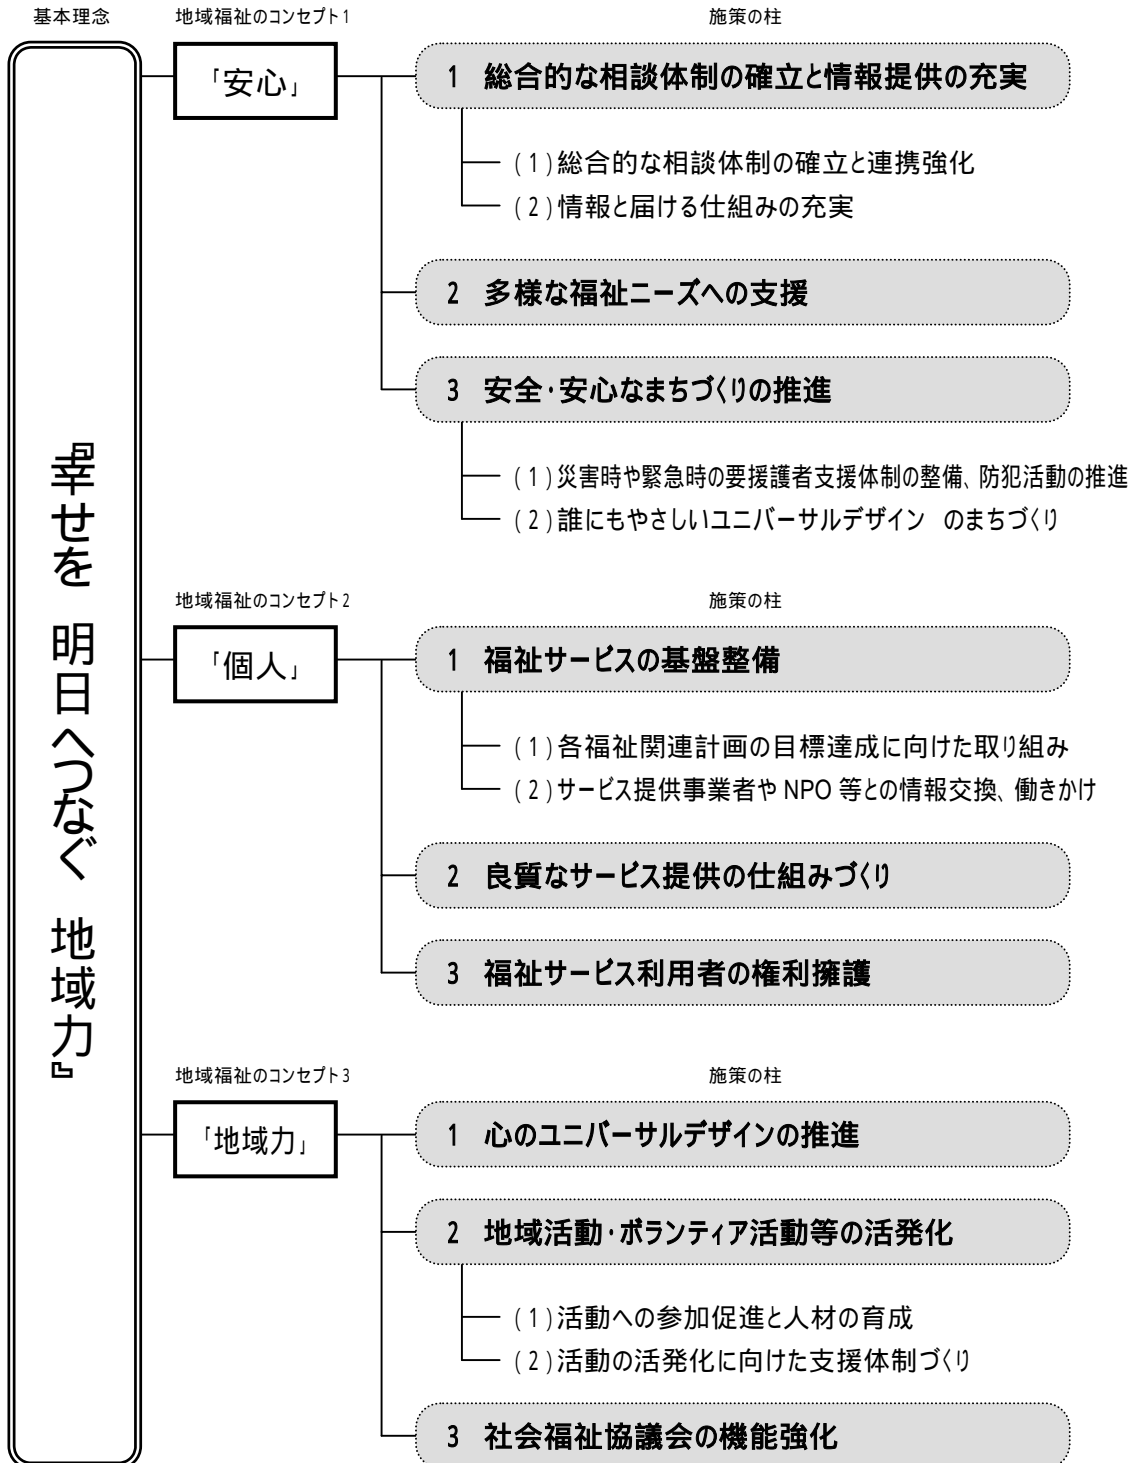 基本理念
『幸せを 明日へつなぐ 地域力』
地域福祉のコンセプト1
施策の柱
「安心」
1 総合的な相談体制の確立と情報提供の充実
(1)総合的な相談体制の確立と連携強化
(2)情報と届ける仕組みの充実
2 多様な福祉ニーズへの支援
3 安全・安心なまちづくりの推進
(1)災害時や緊急時の要援護者支援体制の整備、防犯活動の推進
(2)誰にもやさしいユニバーサルデザイン のまちづくり
地域福祉のコンセプト2
施策の柱
「個人」
1 福祉サービスの基盤整備
(1)各福祉関連計画の目標達成に向けた取り組み
(2)サービス提供事業者や NPO 等との情報交換、働きかけ
2 良質なサービス提供の仕組みづくり
3 福祉サービス利用者の権利擁護
地域福祉のコンセプト3
施策の柱
「地域力」
1 心のユニバーサルデザインの推進
2 地域活動・ボランティア活動等の活発化
(1)活動への参加促進と人材の育成
(2)活動の活発化に向けた支援体制づくり
3 社会福祉協議会の機能強化